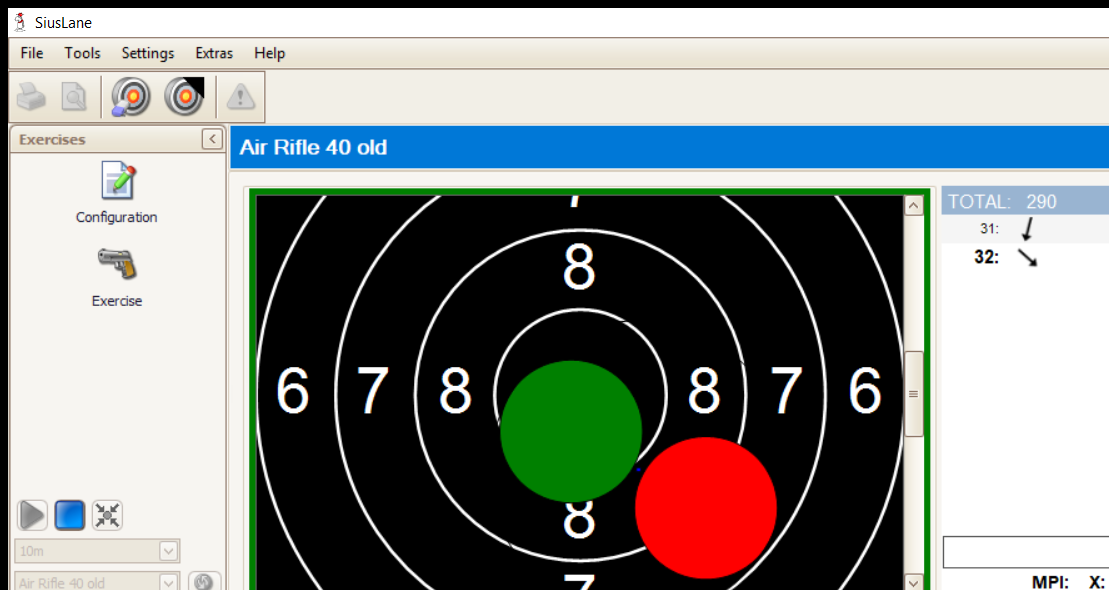 SiusLane
File Tools Settings Extras Help
Exercises
Air Rifle 40 old
Configuration
Exercise
TOTAL: 290
31:
32:
7
8
6 7 8 8 7 6
8
7
10m
Air Rifle 40 old
MPI: X: